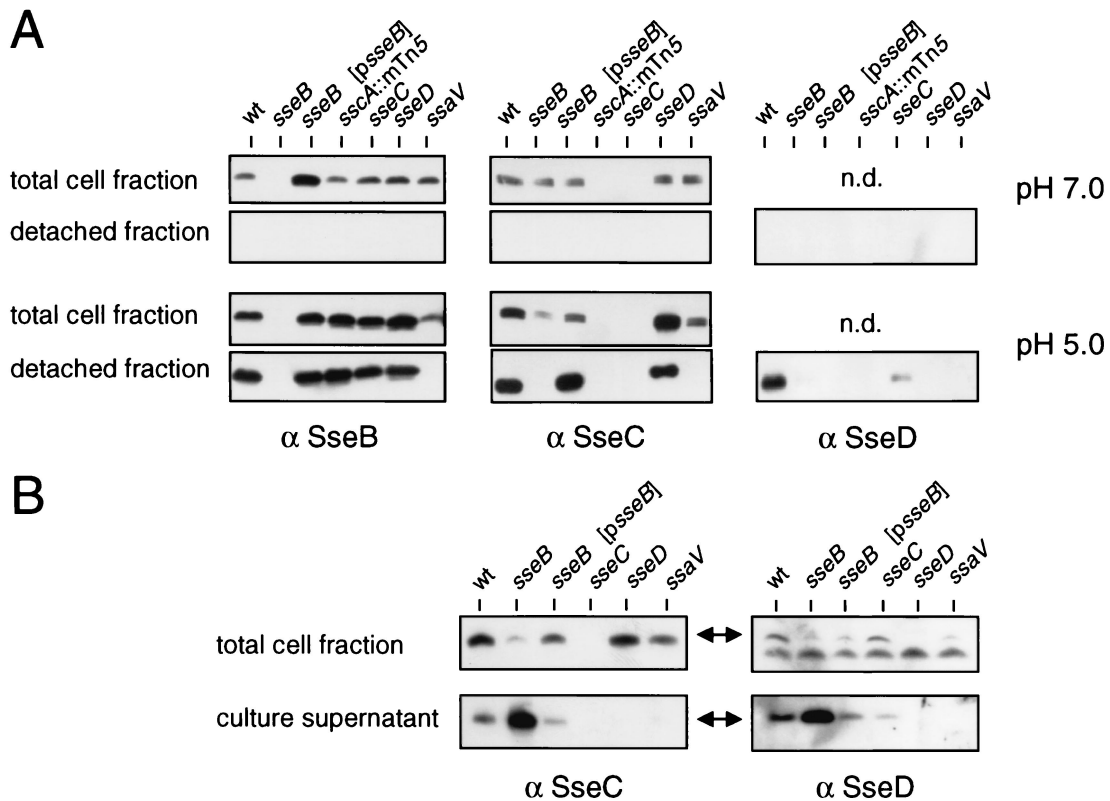 A
wt sseB sseB [psseB] sscA::mTn5 sseC sseD ssaV
wt sseB sseB [psseB] sscA::mTn5 sseC sseD ssaV
wt sseB sseB [psseB] sscA::mTn5 sseC sseD ssaV
total cell fraction
n.d.
pH 7.0
detached fraction
total cell fraction
n.d.
pH 5.0
detached fraction
α SseB
α SseC
α SseD
B
wt sseB sseB [psseB] sseC sseD ssaV
wt sseB sseB [psseB] sseC sseD ssaV
total cell fraction
culture supernatant
α SseC
α SseD